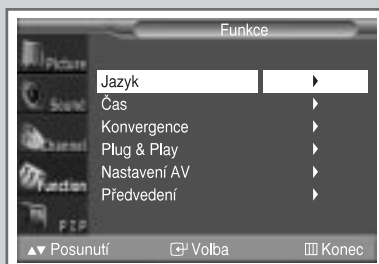 Funkce
Picture
Jazyk
Čas
Sound
Konvergence
Channel
Plug & Play
Nastavení AV
Function
Předvedení
PIP
▲▼ Posunutí Volba Konec